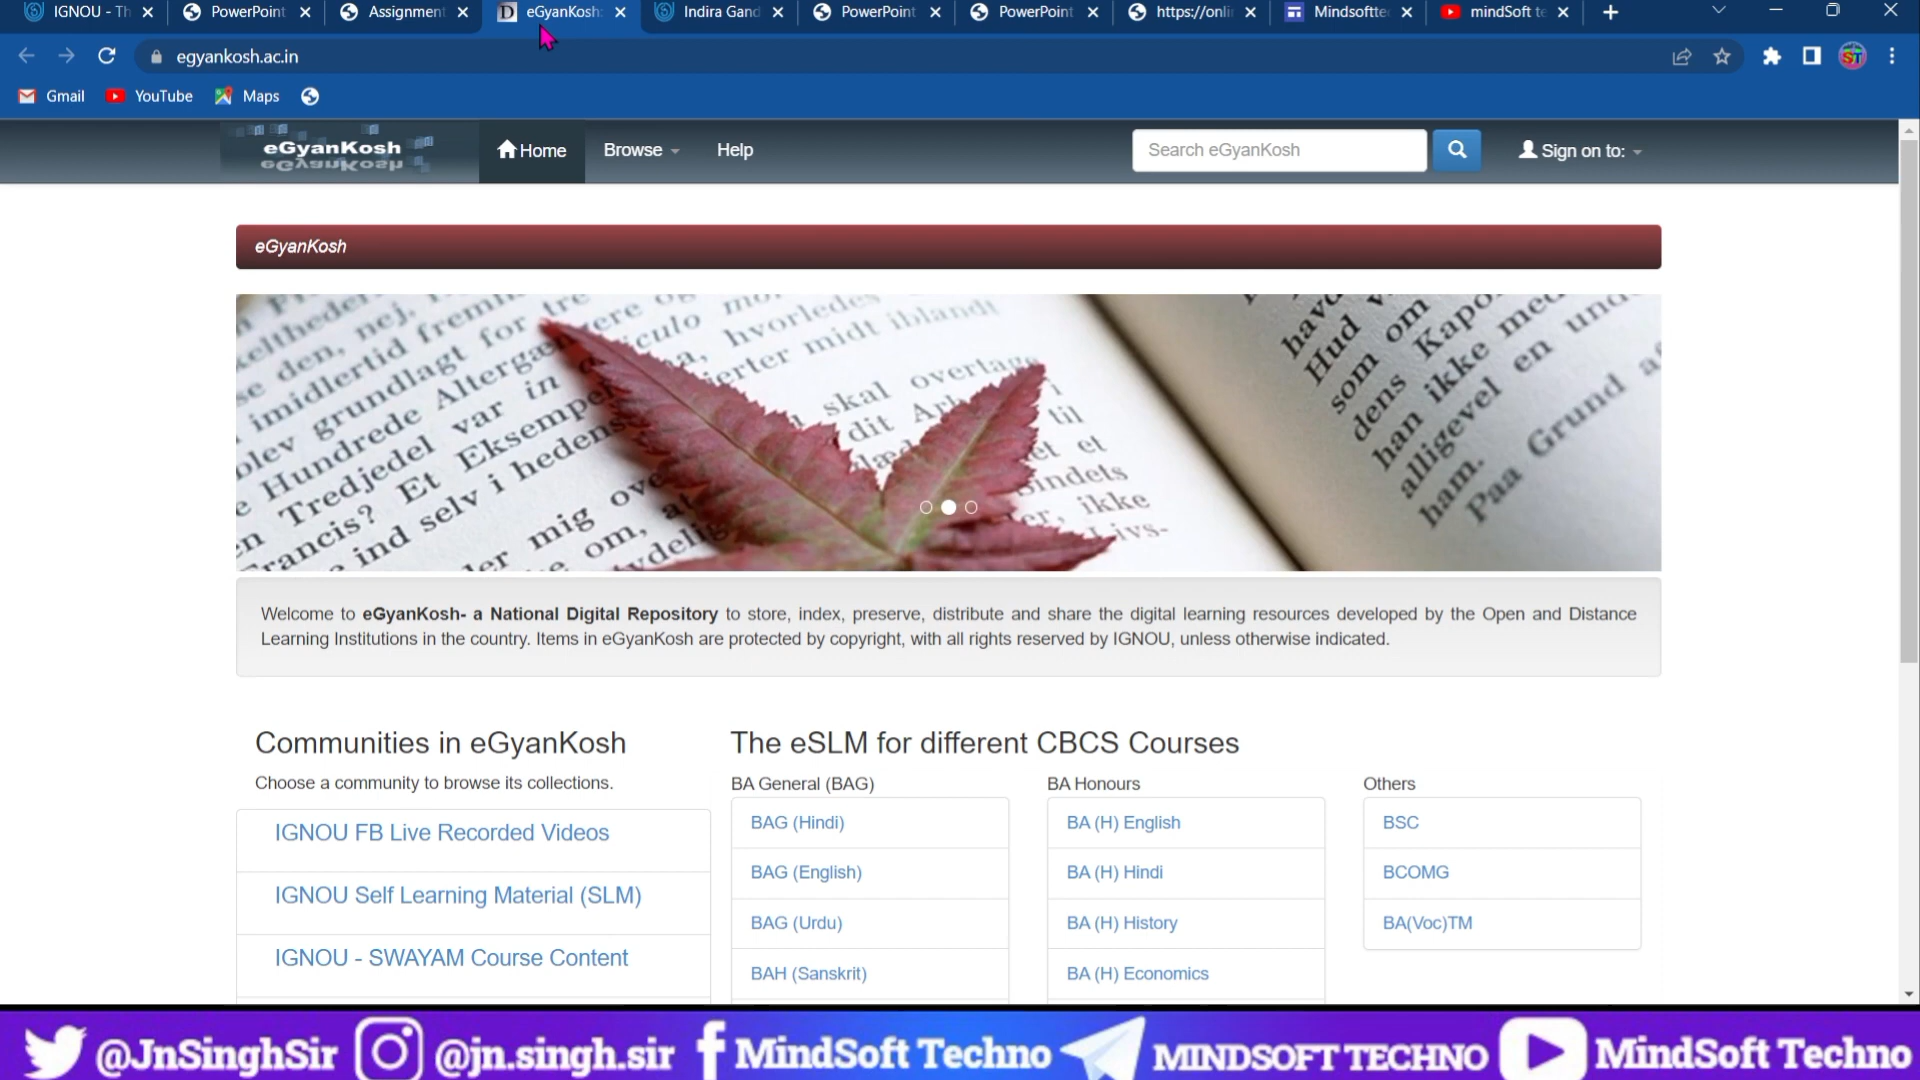 IGNOU - Th
PowerPoint
Assignment
eGyanKosh:
Indira Gand
PowerPoint
PowerPoint
https://onli
Mindsoftte
mindSoft te
egyankosh.ac.in
ST
Gmail
YouTube
Maps
eGyanKosh
Home
Browse
Help
Search eGyanKosh
Sign on to:
eGyanKosh
Welcome to eGyanKosh- a National Digital Repository to store, index, preserve, distribute and share the digital learning resources developed by the Open and Distance
Learning Institutions in the country. Items in eGyanKosh are protected by copyright, with all rights reserved by IGNOU, unless otherwise indicated.
Communities in eGyanKosh
Choose a community to browse its collections.
IGNOU FB Live Recorded Videos
IGNOU Self Learning Material (SLM)
IGNOU - SWAYAM Course Content
The eSLM for different CBCS Courses
BA General (BAG)
BAG (Hindi)
BAG (English)
BAG (Urdu)
BAH (Sanskrit)
BA Honours
BA (H) English
BA (H) Hindi
BA (H) History
BA (H) Economics
Others
BSC
BCOMG
BA(Voc)TM
@JnSinghSir
@jn.singh.sir
MindSoft Techno
MINDSOFT TECHNO
MindSoft Techno